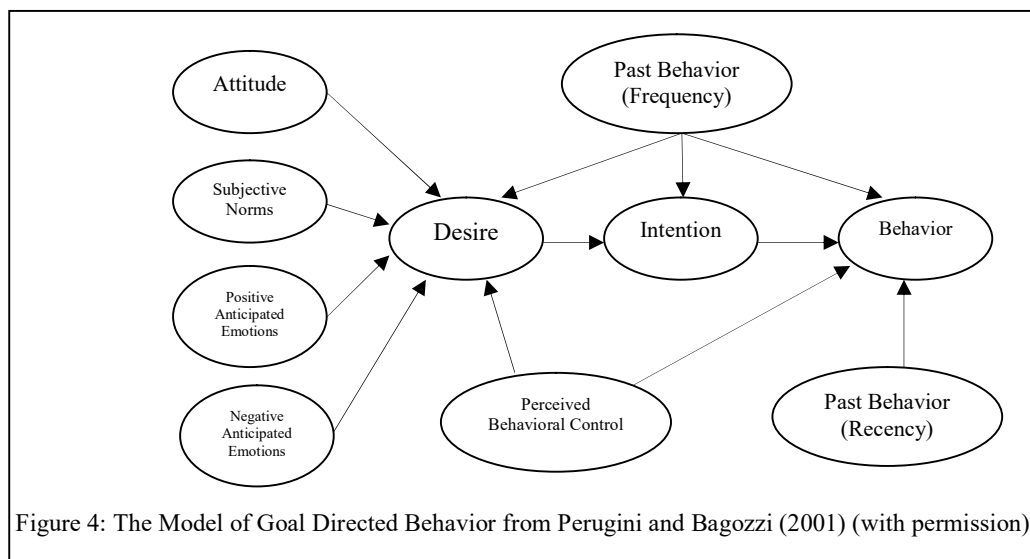 Attitude
Past Behavior
(Frequency)
Subjective
Norms
Desire
Intention
Behavior
Positive
Anticipated
Emotions
Negative
Anticipated
Emotions
Perceived
Behavioral Control
Past Behavior
(Recency)
Figure 4: The Model of Goal Directed Behavior from Perugini and Bagozzi (2001) (with permission)